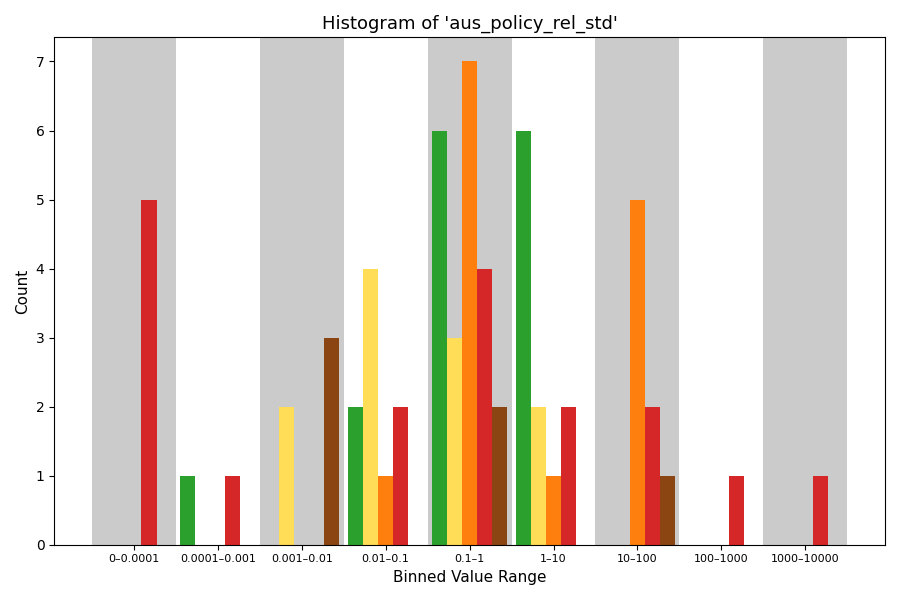 Histogram of 'aus_policy_rel_std'
Count
7
6
5
4
3
2
1
0
0–0.0001 0.0001–0.001 0.001–0.01 0.01–0.1 0.1–1 1–10 10–100 100–1000 1000–10000
Binned Value Range